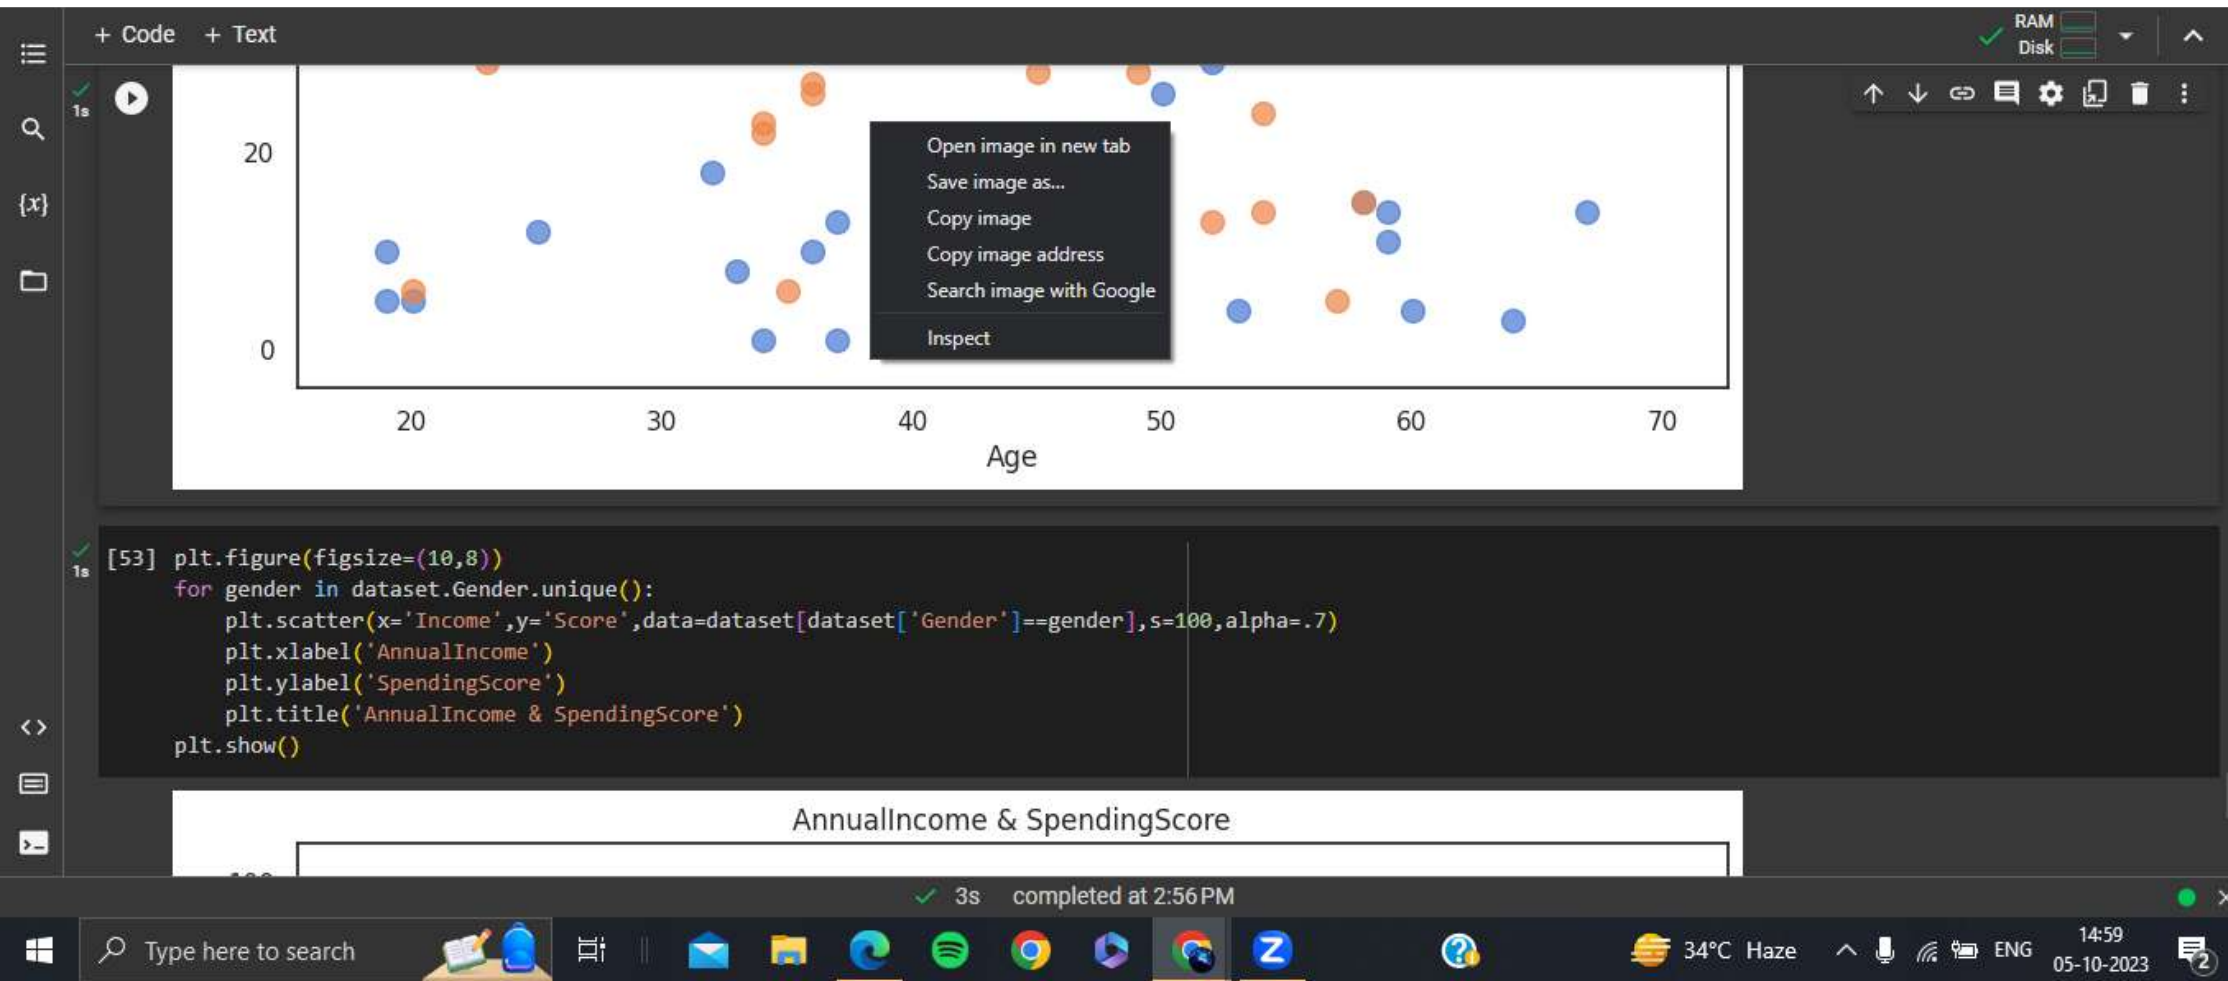 + Code + Text
RAM
Disk
1s
20
0
Open image in new tab
Save image as...
Copy image
Copy image address
Search image with Google
Inspect
{x}
20 30 40 50 60 70
Age
1s
[53] plt.figure(figsize=(10,8))
for gender in dataset.Gender.unique():
plt.scatter(x='Income',y='Score',data=dataset[dataset['Gender']==gender],s=100,alpha=.7)
plt.xlabel('AnnualIncome')
plt.ylabel('SpendingScore')
plt.title('AnnualIncome & SpendingScore')
plt.show()
AnnualIncome & SpendingScore
3s completed at 2:56 PM
Type here to search
34°C Haze
ENG
14:59
05-10-2023
2